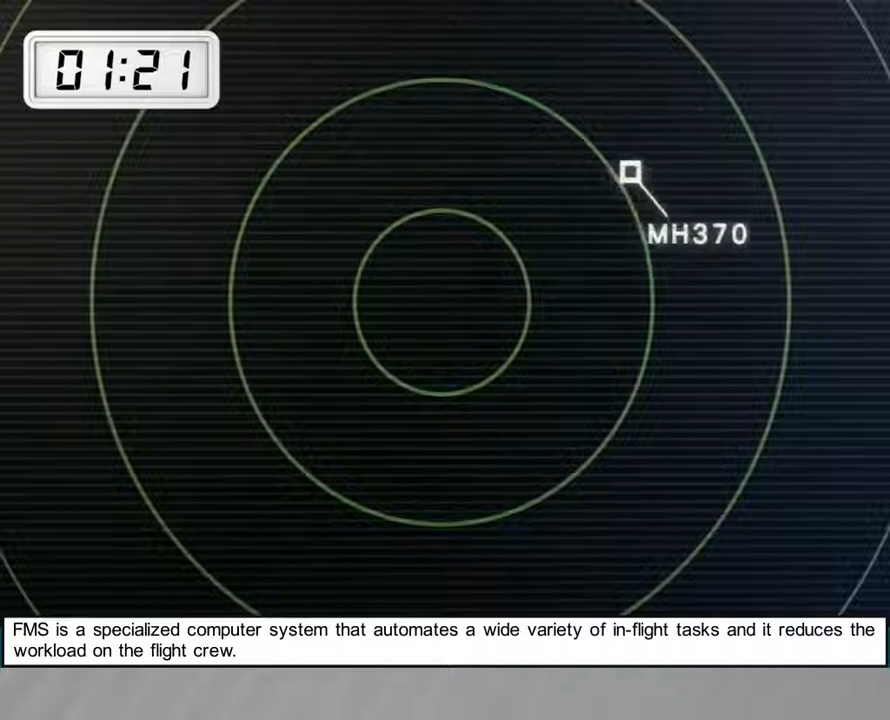 01:21
MH370
FMS is a specialized computer system that automates a wide variety of in-flight tasks and it reduces the
workload on the flight crew.